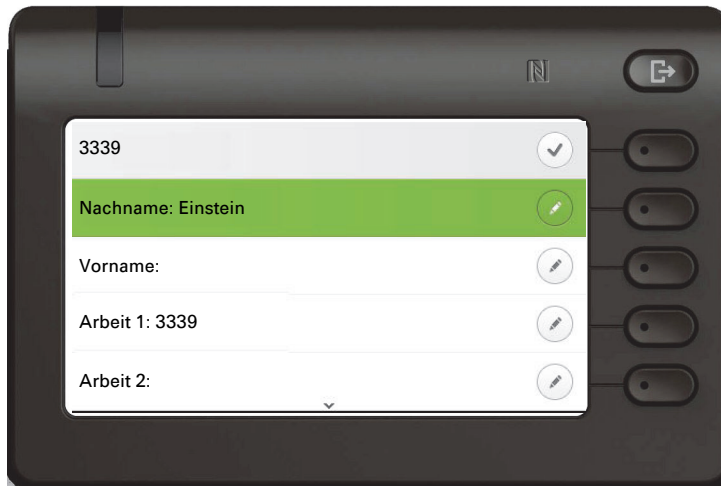 3339
Nachname: Einstein
Vorname:
Arbeit 1: 3339
Arbeit 2: